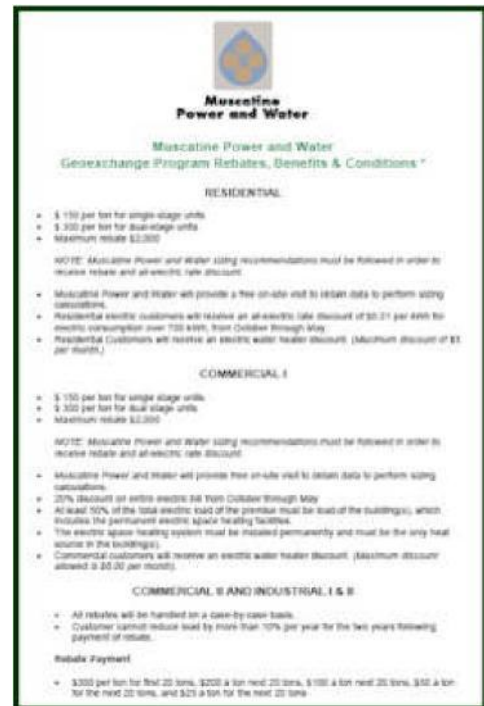 Muscatine
Power and Water
Muscatine Power and Water
Geoexchange Program Rebates, Benefits & Conditions *
RESIDENTIAL
• $ 150 per ton for single-stage units
• $ 300 per ton for dual-stage units
• Maximum rebate $2,000
NOTE: Muscatine Power and Water sizing recommendations must be followed in order to
receive rebate and all-electric rate discount.
• Muscatine Power and Water will provide a free on-site visit to obtain data to perform sizing
calculations.
• Residential electric customers will receive an all-electric rate discount of $0.01 per kWh for
electric consumption over 700 kWh, from October through May.
• Residential Customers will receive an electric water heater discount. (Maximum discount of $5
per month.)
COMMERCIAL I
• $ 150 per ton for single stage units
• $ 300 per ton for dual stage units
• Maximum rebate $2,000
NOTE: Muscatine Power and Water sizing recommendations must be followed in order to
receive rebate and all-electric rate discount.
• Muscatine Power and Water will provide free on-site visit to obtain data to perform sizing
calculations.
• 20% discount on entire electric bill from October through May
• At least 50% of the total electric load of the premise must be load of the building(s), which
includes the permanent electric space heating facilities.
• The electric space heating system must be installed permanently and must be the only heat
source in the building(s).
• Commercial customers will receive an electric water heater discount. (Maximum discount
allowed is $5.00 per month).
COMMERCIAL II AND INDUSTRIAL I & II
• All rebates will be handled on a case-by-case basis.
• Customer cannot reduce load by more than 10% per year for the two years following
payment of rebate.
Rebate Payment
• $300 per ton for first 20 tons, $200 a ton next 20 tons, $100 a ton next 20 tons, $50 a ton
for the next 20 tons, and $25 a ton for the next 20 tons